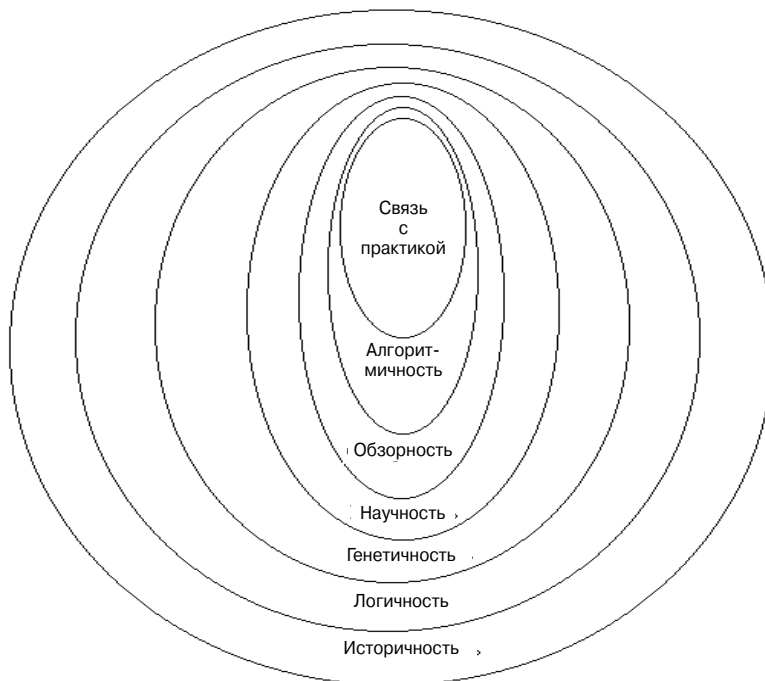 Связь
с
практикой
Алгорит-
мичность
Обзорность
Научность
Генетичность
Логичность
Историчность